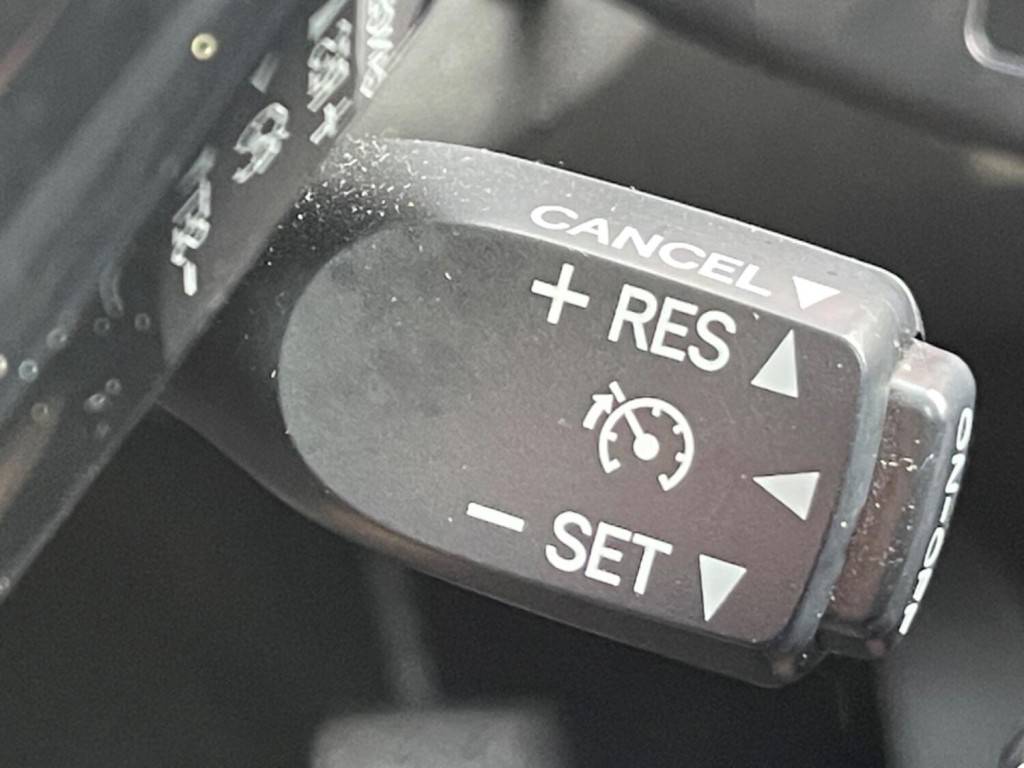 CANCEL ▼
+ RES ▲
◀
− SET ▼
ON-OFF